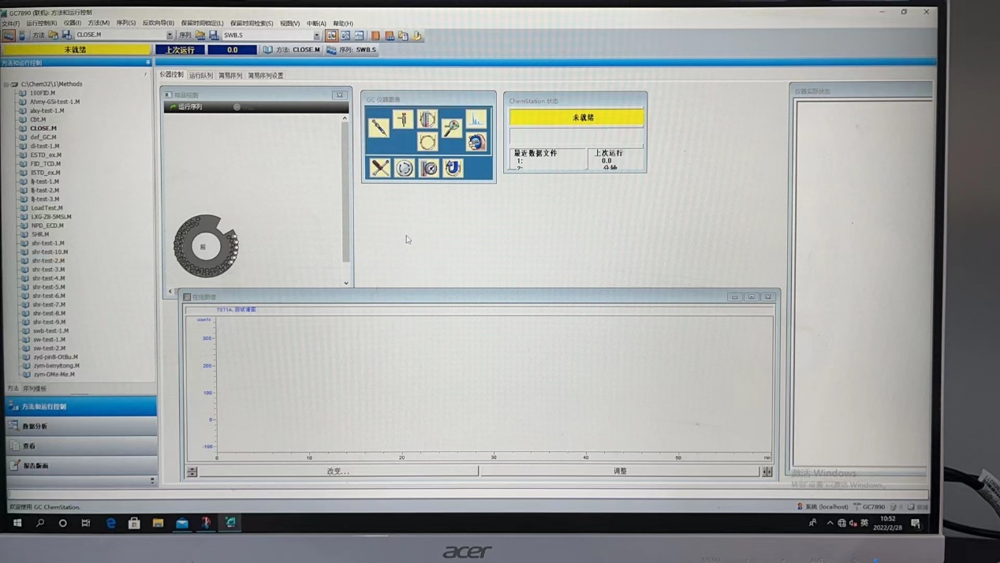 GC7890 (联机): 方法和运行控制
文件(F) 运行控制(R) 仪器(I) 方法(M) 序列(S) 反吹向导(B) 保留时间锁定(L) 保留时间检索(S) 视图(V) 中断(A) 帮助(H)
方法 CLOSE.M 序列 SWB.S
未就绪 上次运行 0.0 方法: CLOSE.M 序列: SWB.S
方法和运行控制
仪器控制 运行队列 简易序列 简易序列设置
C:\Chem32\1\Methods
100FID.M
Ahmy-GSI-test-1.M
alxy-test-1.M
Cbt.M
CLOSE.M
def_GC.M
di-test-1.M
ESTD_ex.M
FID_TCD.M
ISTD_ex.M
lj-test-1.M
lj-test-2.M
lj-test-3.M
LoadTest.M
LXG-ZB-5MSi.M
NPD_ECD.M
SHR.M
shr-test-1.M
shr-test-10.M
shr-test-2.M
shr-test-3.M
shr-test-4.M
shr-test-5.M
shr-test-6.M
shr-test-7.M
shr-test-8.M
shr-test-9.M
swb-test-1.M
sw-test-1.M
sw-test-2.M
zyd-pinB-OtBu.M
zym-benyitong.M
zym-OMe-Me.M
方法 序列模板
方法和运行控制
数据分析
查看
报告版面
样品视图
运行序列
前
GC 仪器图表
ChemStation 状态
未就绪
最近数据文件 上次运行
1: 0.0
2: 分钟
仪器实际状态
在线图谱
TST1A, 测试谱图
counts
300
200
100
0
-100
0 10 20 30 40 50 min
改变... 调整
激活 Windows
转到"设置"以激活 Windows。
欢迎使用 GC ChemStation.
系统 (localhost) GC7890 0
英 10:52
2022/2/28
acer